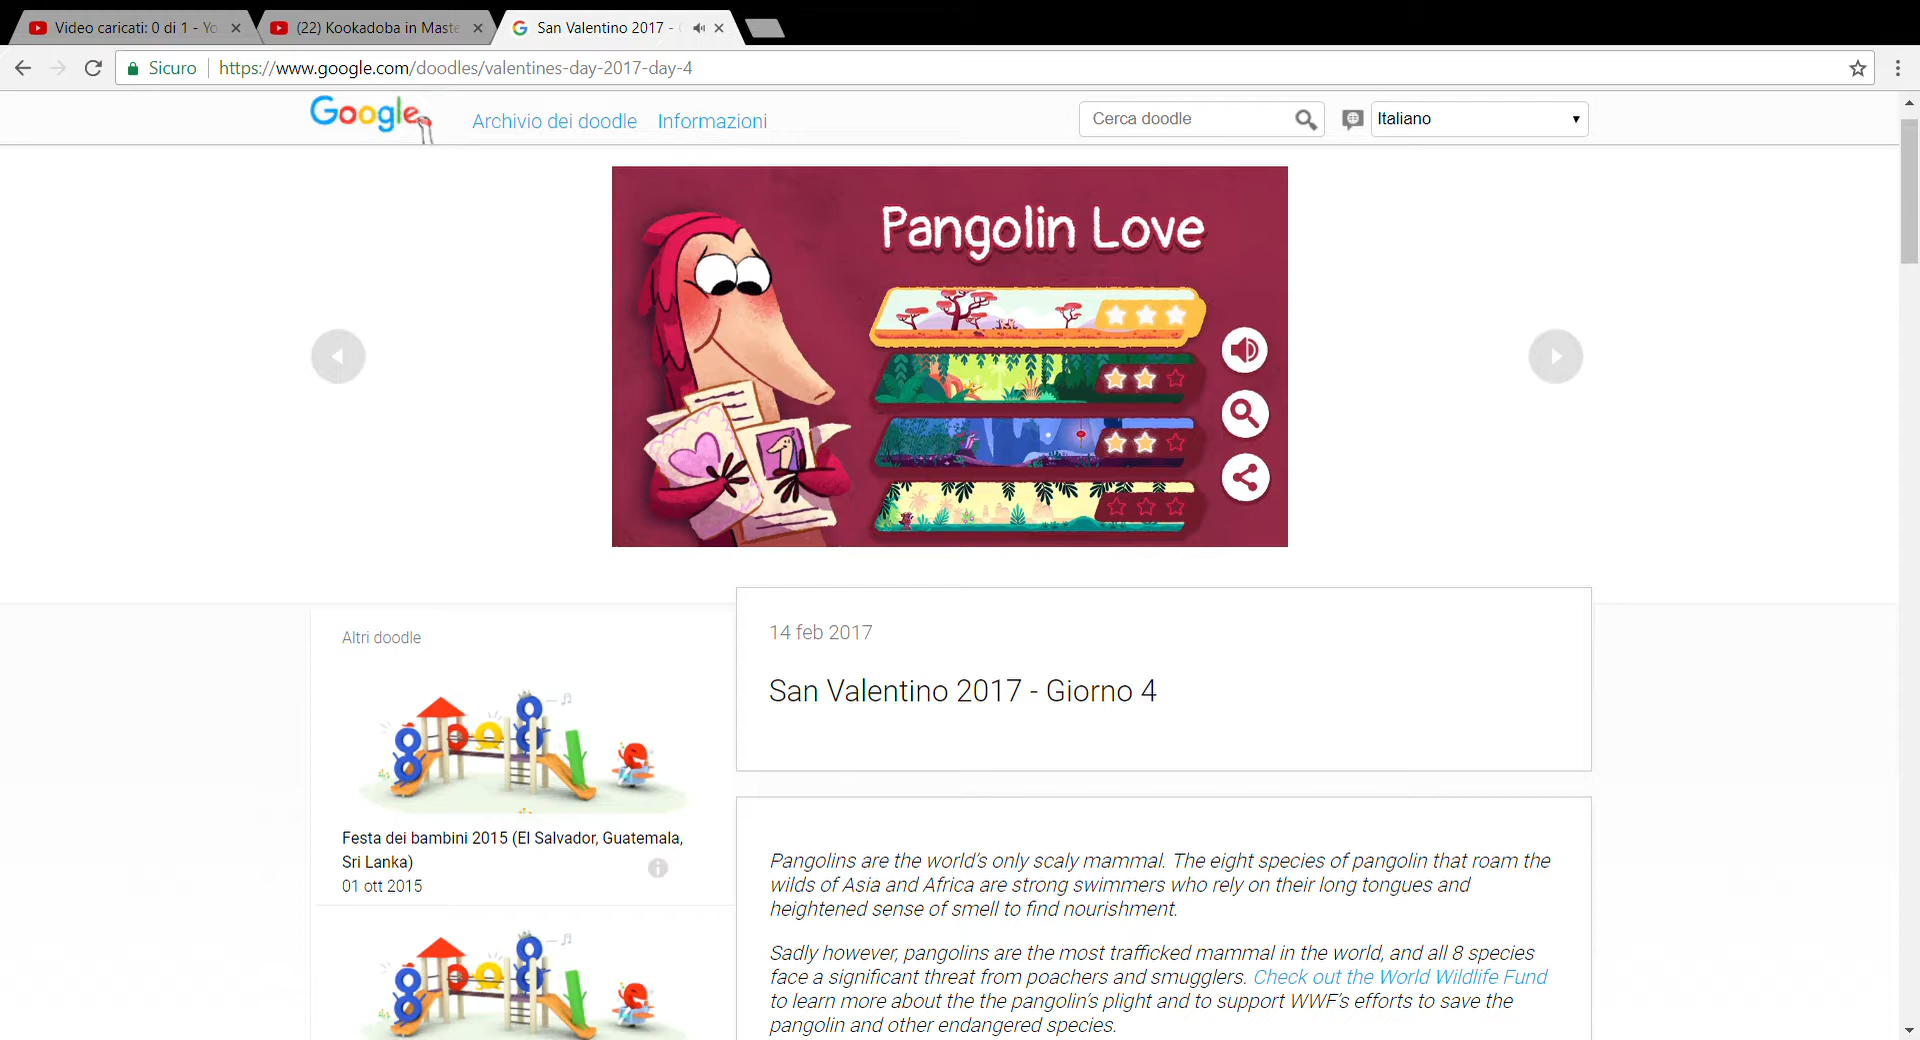 Video caricati: 0 di 1 - Yo
(22) Kookadoba in Maste
San Valentino 2017 -
Sicuro
https://www.google.com/doodles/valentines-day-2017-day-4
Google
Archivio dei doodle
Informazioni
Cerca doodle
Italiano
Pangolin Love
Altri doodle
Festa dei bambini 2015 (El Salvador, Guatemala,
Sri Lanka)
01 ott 2015
14 feb 2017
San Valentino 2017 - Giorno 4
Pangolins are the world's only scaly mammal. The eight species of pangolin that roam the
wilds of Asia and Africa are strong swimmers who rely on their long tongues and
heightened sense of smell to find nourishment.
Sadly however, pangolins are the most trafficked mammal in the world, and all 8 species
face a significant threat from poachers and smugglers. Check out the World Wildlife Fund
to learn more about the the pangolin's plight and to support WWF's efforts to save the
pangolin and other endangered species.